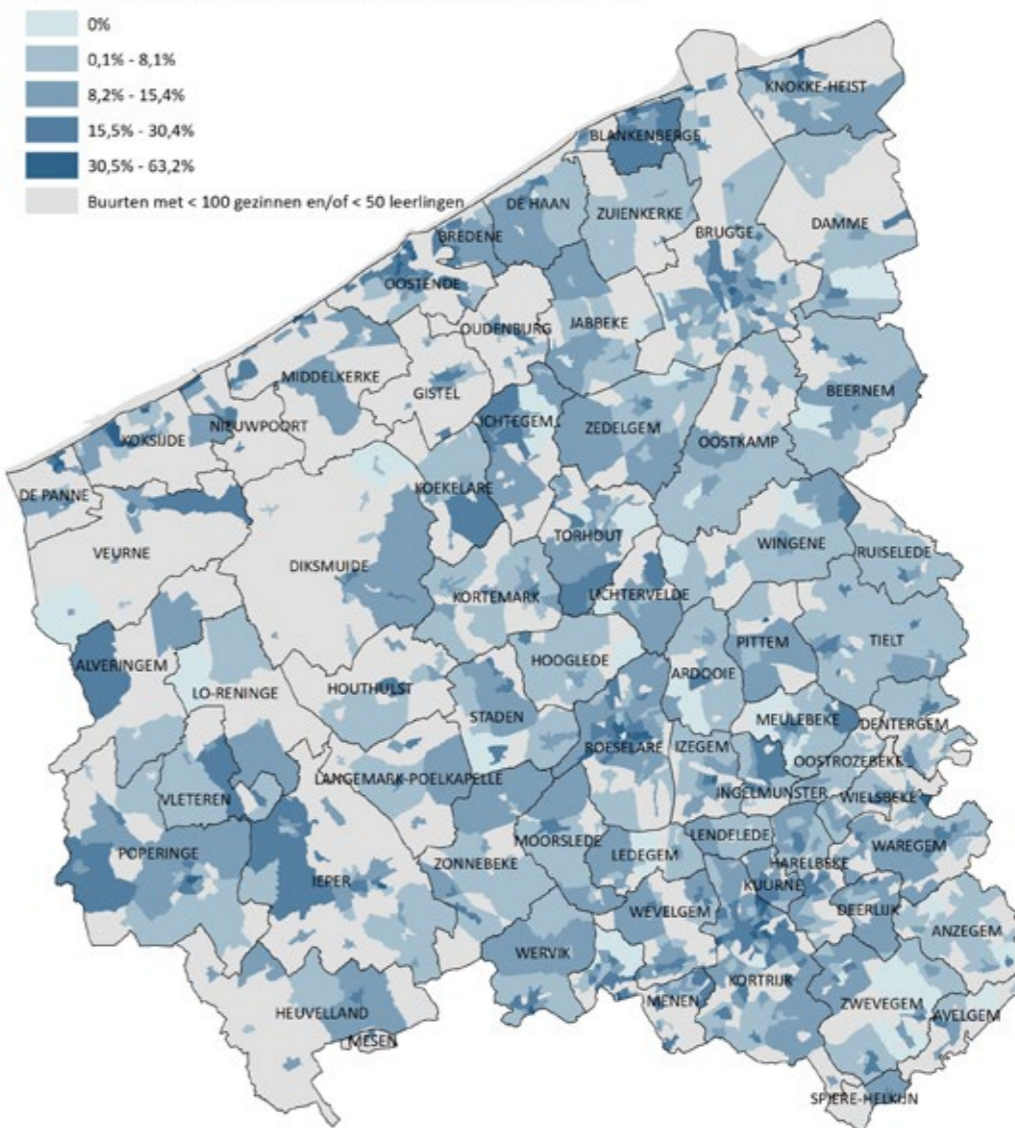 0%
0,1% - 8,1%
8,2% - 15,4%
15,5% - 30,4%
30,5% - 63,2%
Buurten met < 100 gezinnen en/of < 50 leerlingen
KNOKKE-HEIST
BLANKENBERGE
DE HAAN
ZUIENKERKE
DAMME
BRUGGE
BREDENE
OOSTENDE
OUDENBURG
JABBEKE
MIDDELKERKE
GISTEL
BEERNEM
ICHTEGEM
ZEDELGEM
NIEUWPOORT
KOKSIJDE
OOSTKAMP
DE PANNE
KOEKELARE
TORHOUT
WINGENE
RUISELEDE
VEURNE
DIKSMUIDE
KORTEMARK
LICHTERVELDE
PITTEM
TIELT
ALVERINGEM
HOOGLEDE
ARDOOIE
LO-RENINGE
HOUTHULST
STADEN
MEULEBEKE
DENTERGEM
ROESELARE
IZEGEM
OOSTROZEBEKE
LANGEMARK-POELKAPELLE
INGELMUNSTER
WIELSBEKE
VLETEREN
MOORSLEDE
LENDELEDE
WAREGEM
POPERINGE
ZONNEBEKE
LEDEGEM
HARELBEKE
IEPER
KUURNE
WEVELGEM
DEERLIJK
ANZEGEM
WERVIK
KORTRIJK
MENEN
ZWEVEGEM
AVELGEM
HEUVELLAND
MESEN
SPIERE-HELKIJN